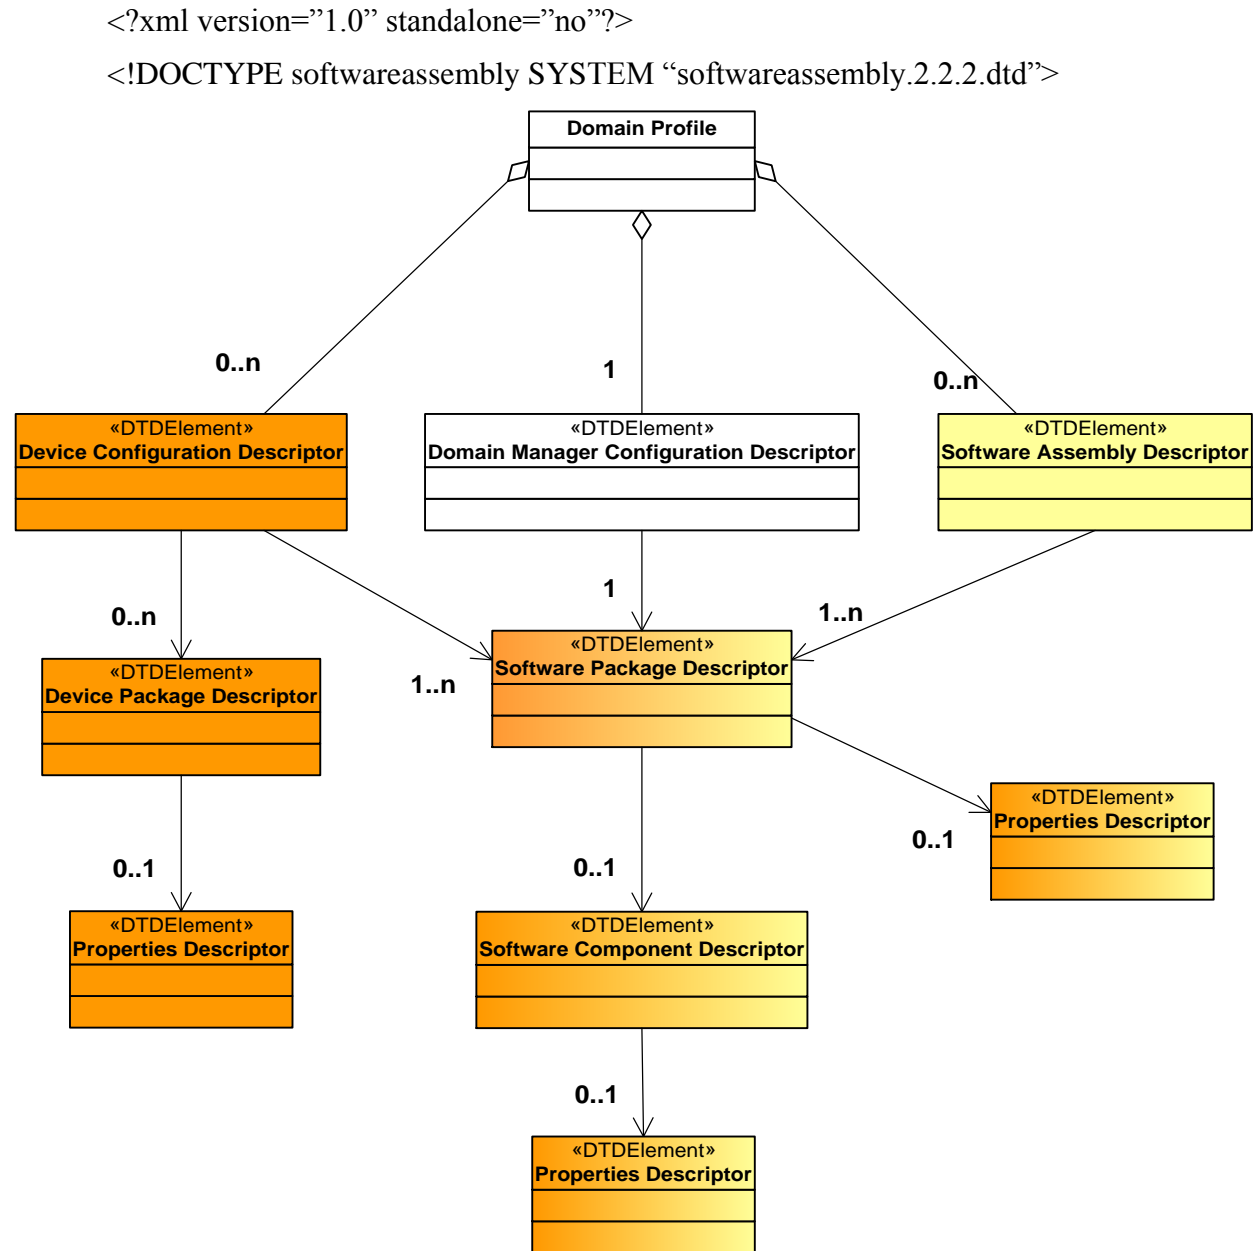 <?xml version=”1.0” standalone=”no”?>
<!DOCTYPE softwareassembly SYSTEM “softwareassembly.2.2.2.dtd”>
Domain Profile
0..n
1
0..n
«DTDElement»
Device Configuration Descriptor
«DTDElement»
Domain Manager Configuration Descriptor
«DTDElement»
Software Assembly Descriptor
0..n
1
1..n
«DTDElement»
Device Package Descriptor
1..n
«DTDElement»
Software Package Descriptor
«DTDElement»
Properties Descriptor
0..1
0..1
0..1
«DTDElement»
Properties Descriptor
«DTDElement»
Software Component Descriptor
0..1
«DTDElement»
Properties Descriptor